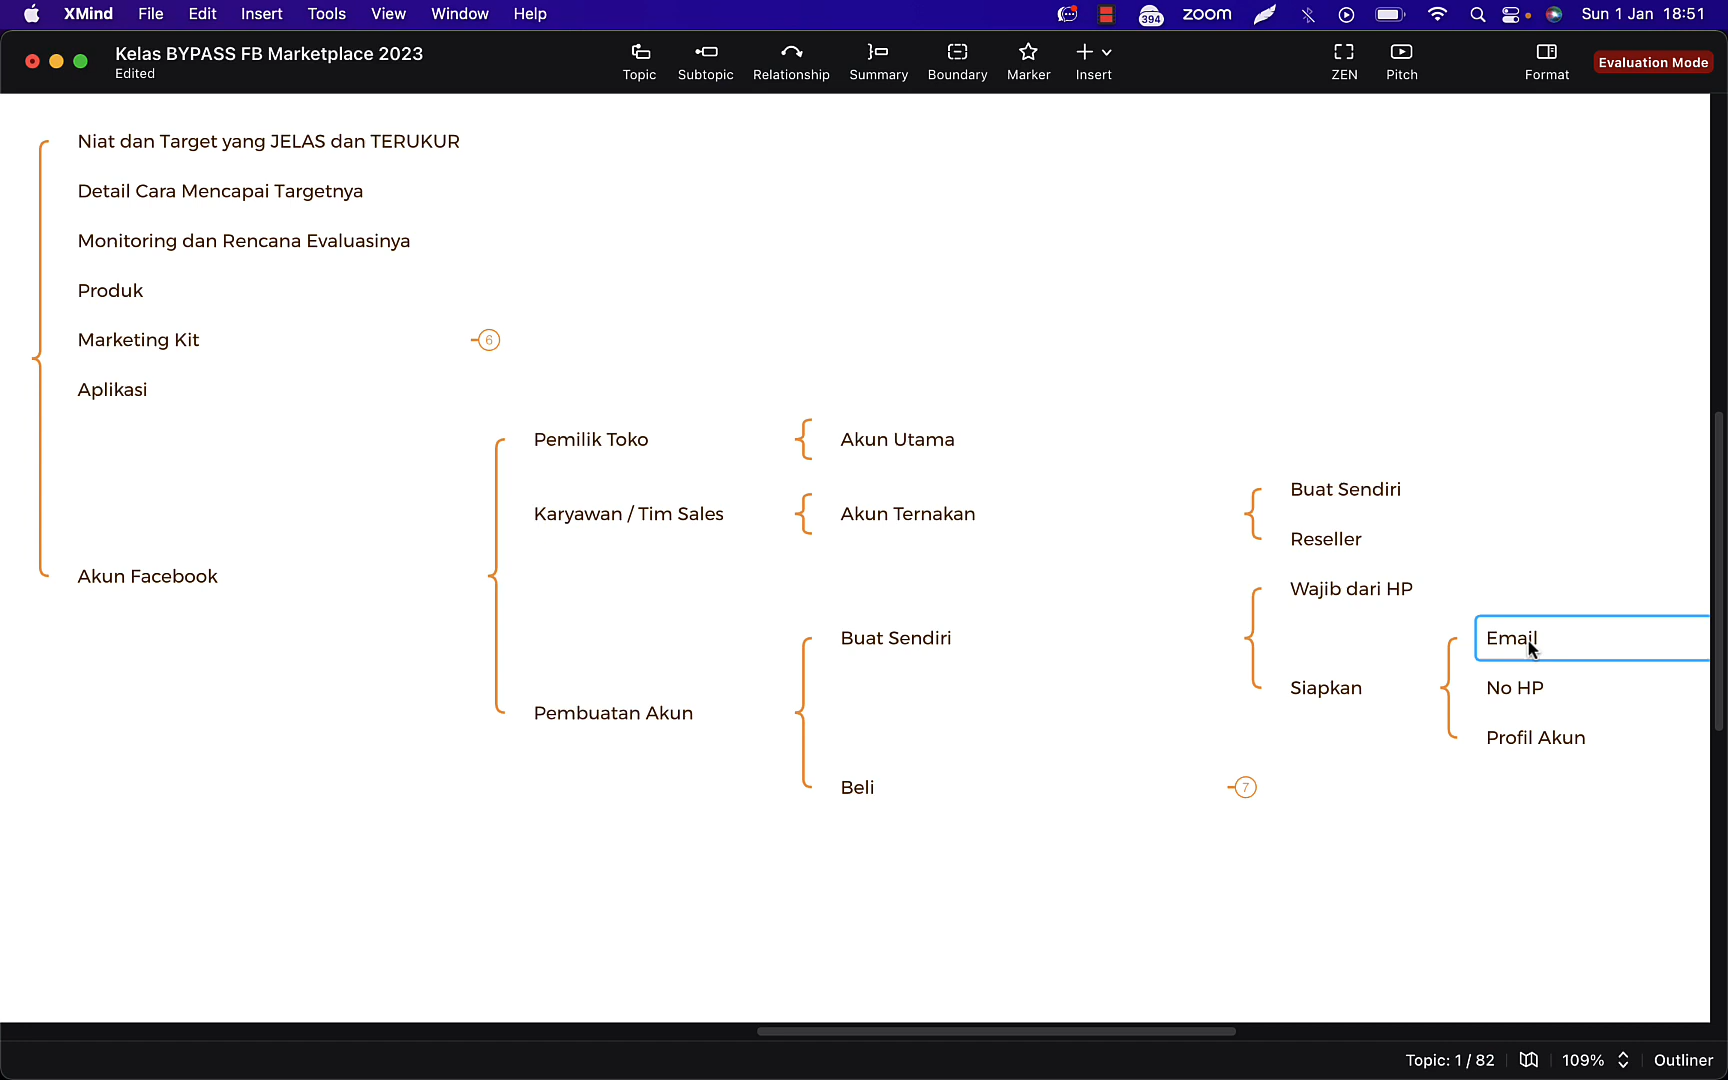 XMind File Edit Insert Tools View Window Help 394 zoom Sun 1 Jan 18:51
Kelas BYPASS FB Marketplace 2023
Edited
Topic Subtopic Relationship Summary Boundary Marker Insert ZEN Pitch Format Evaluation Mode
Niat dan Target yang JELAS dan TERUKUR
Detail Cara Mencapai Targetnya
Monitoring dan Rencana Evaluasinya
Produk
Marketing Kit 6
Aplikasi
Pemilik Toko Akun Utama
Buat Sendiri
Karyawan / Tim Sales Akun Ternakan
Reseller
Akun Facebook
Wajib dari HP
Buat Sendiri Email
Siapkan No HP
Pembuatan Akun
Profil Akun
Beli 7
Topic: 1 / 82 109% Outliner